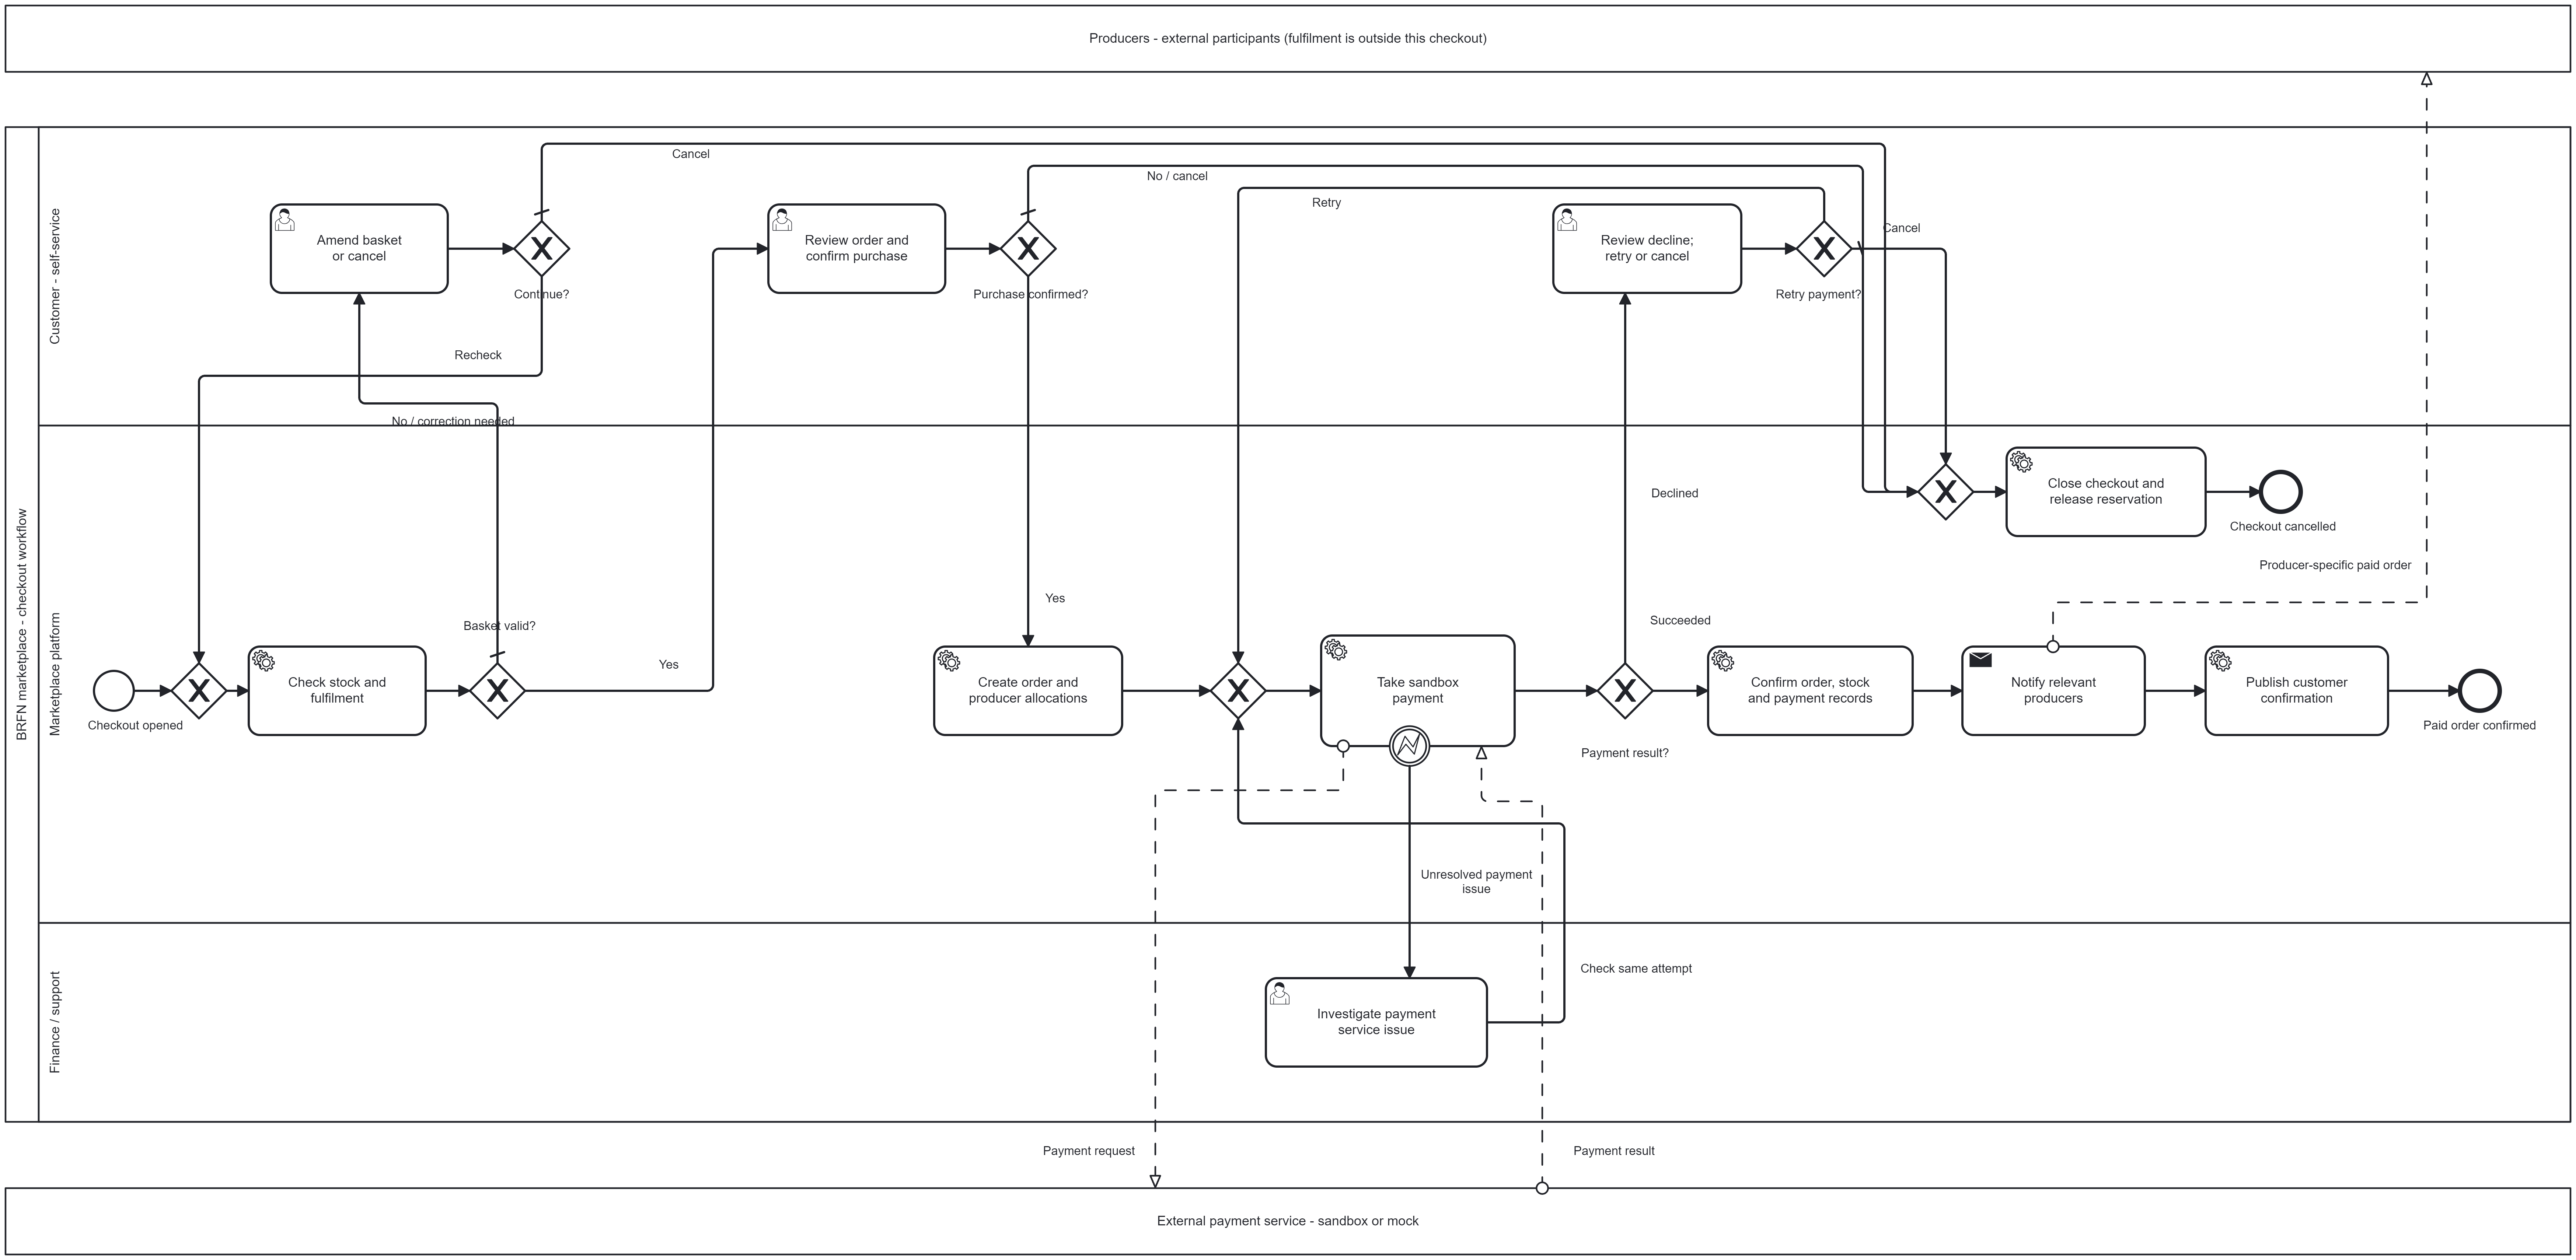 Producers - external participants (fulfilment is outside this checkout)
BRFN marketplace - checkout workflow
Customer - self-service
Cancel
No / cancel
Retry
Amend basket
or cancel
Continue?
Review order and
confirm purchase
Purchase confirmed?
Review decline;
retry or cancel
Retry payment?
Cancel
Recheck
No / correction needed
Marketplace platform
Declined
Close checkout and
release reservation
Checkout cancelled
Producer-specific paid order
Yes
Succeeded
Basket valid?
Yes
Checkout opened
Check stock and
fulfilment
Create order and
producer allocations
Take sandbox
payment
Payment result?
Confirm order, stock
and payment records
Notify relevant
producers
Publish customer
confirmation
Paid order confirmed
Unresolved payment
issue
Finance / support
Check same attempt
Investigate payment
service issue
Payment request
Payment result
External payment service - sandbox or mock